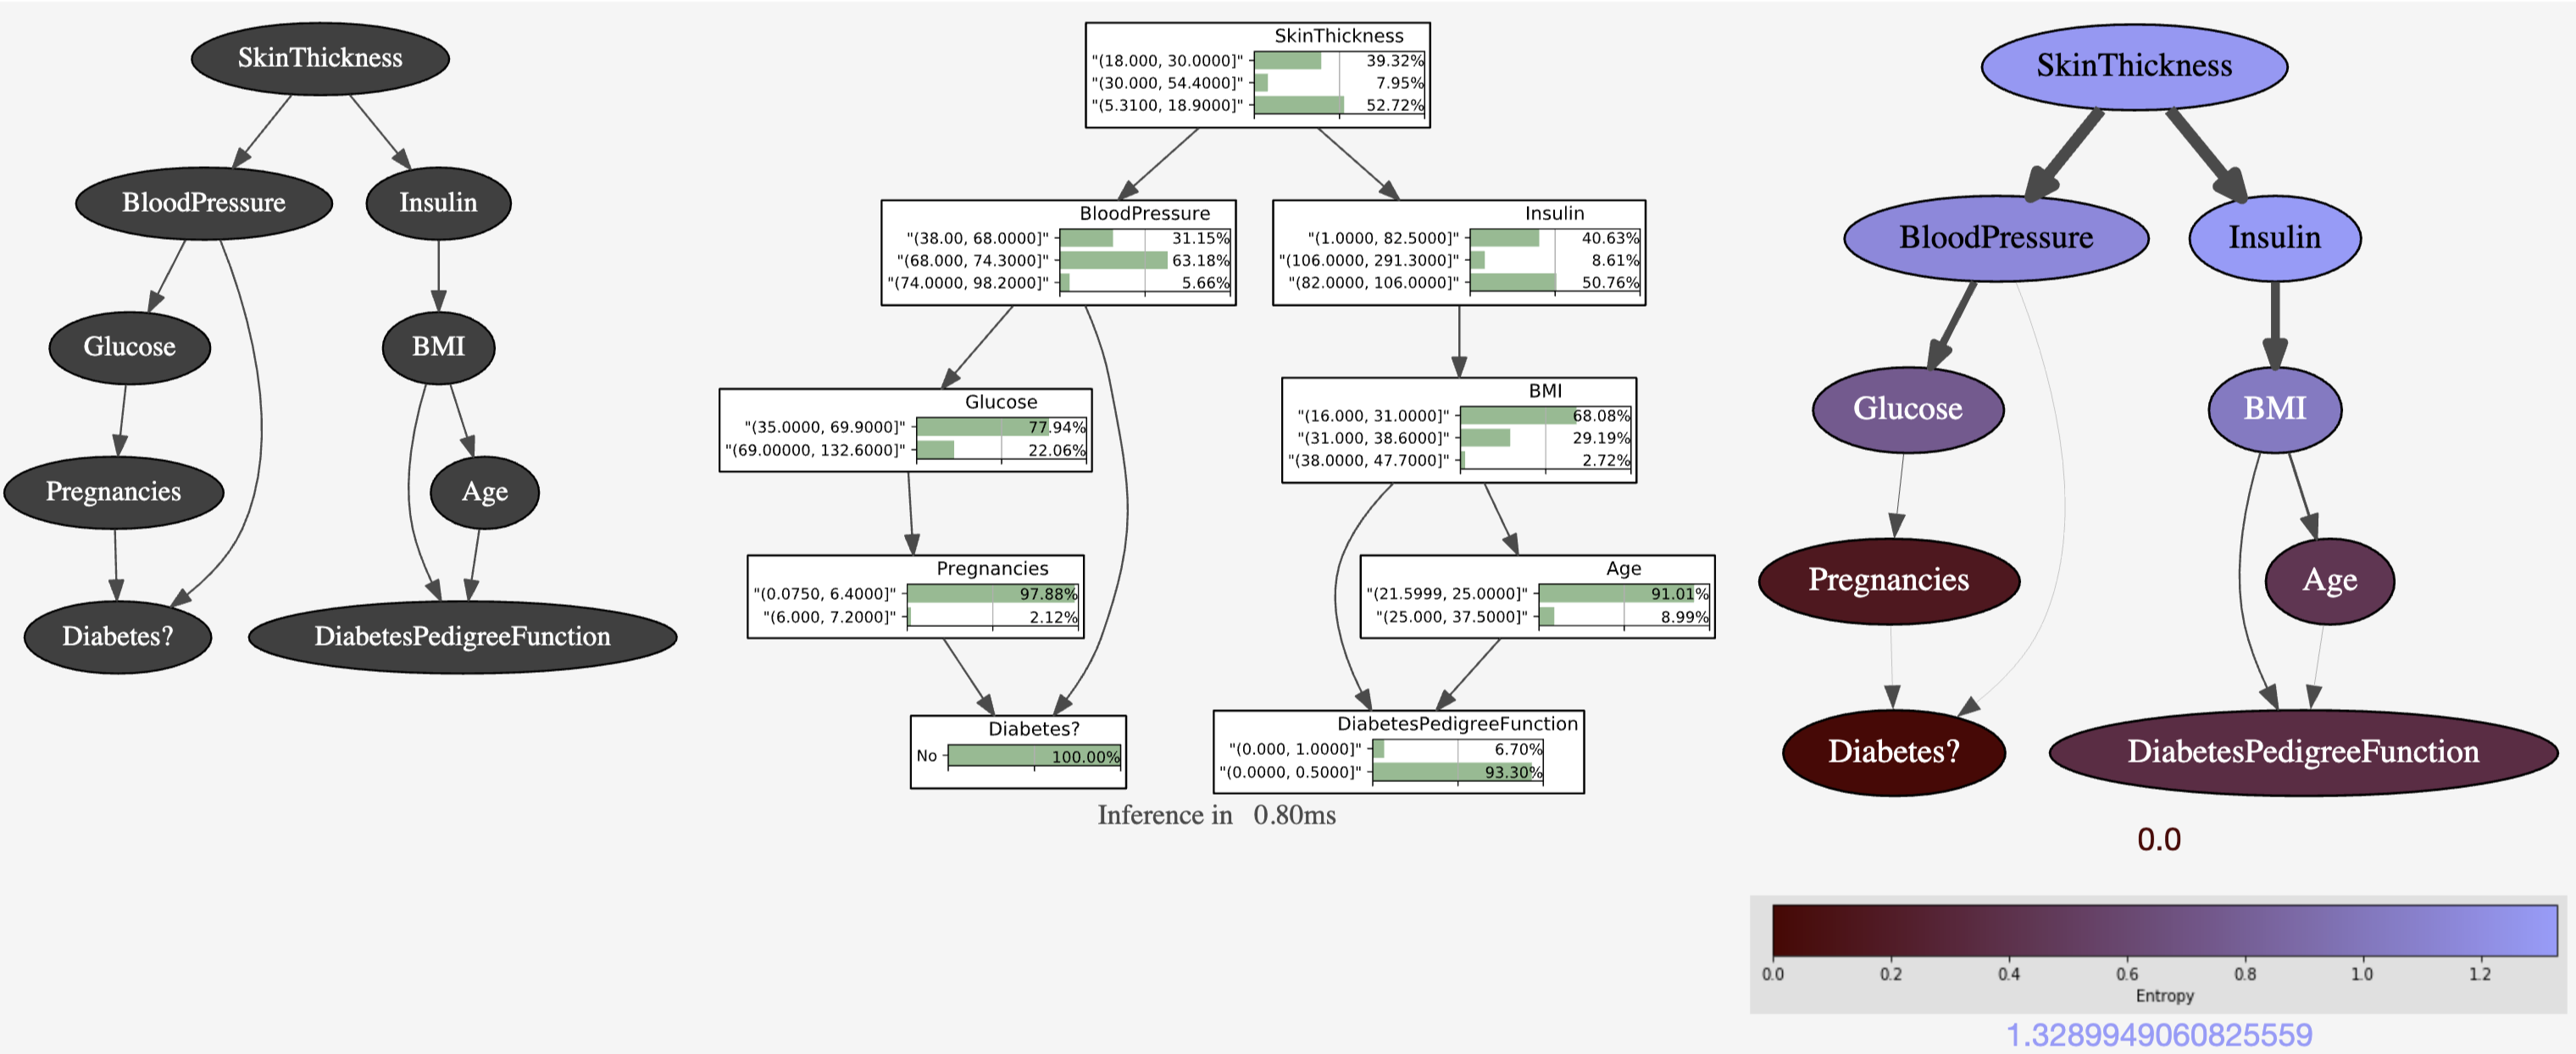 SkinThickness
BloodPressure
Insulin
Glucose
BMI
Pregnancies
Age
Diabetes?
DiabetesPedigreeFunction
SkinThickness
"(18.000, 30.0000]" 39.32%
"(30.000, 54.4000]" 7.95%
"(5.3100, 18.9000]" 52.72%
BloodPressure
"(38.00, 68.0000]" 31.15%
"(68.000, 74.3000]" 63.18%
"(74.0000, 98.2000]" 5.66%
Insulin
"(1.0000, 82.5000]" 40.63%
"(106.0000, 291.3000]" 8.61%
"(82.0000, 106.0000]" 50.76%
Glucose
"(35.0000, 69.9000]" 77.94%
"(69.00000, 132.6000]" 22.06%
BMI
"(16.000, 31.0000]" 68.08%
"(31.000, 38.6000]" 29.19%
"(38.0000, 47.7000]" 2.72%
Pregnancies
"(0.0750, 6.4000]" 97.88%
"(6.000, 7.2000]" 2.12%
Age
"(21.5999, 25.0000]" 91.01%
"(25.000, 37.5000]" 8.99%
Diabetes?
No 100.00%
DiabetesPedigreeFunction
"(0.000, 1.0000]" 6.70%
"(0.0000, 0.5000]" 93.30%
Inference in 0.80ms
SkinThickness
BloodPressure
Insulin
Glucose
BMI
Pregnancies
Age
Diabetes?
DiabetesPedigreeFunction
0.0
0.0 0.2 0.4 0.6 0.8 1.0 1.2
Entropy
1.3289949060825559